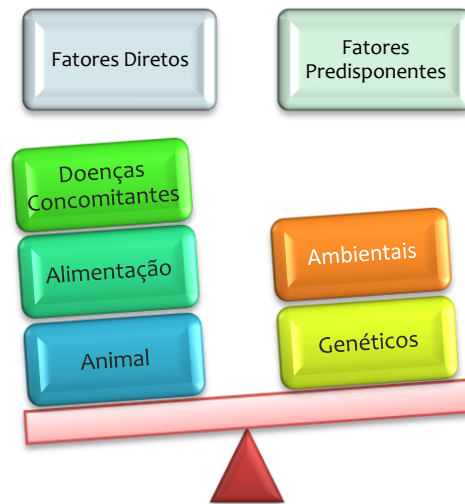 Fatores Diretos
Fatores
Predisponentes
Doenças
Concomitantes
Alimentação
Animal
Ambientais
Genéticos